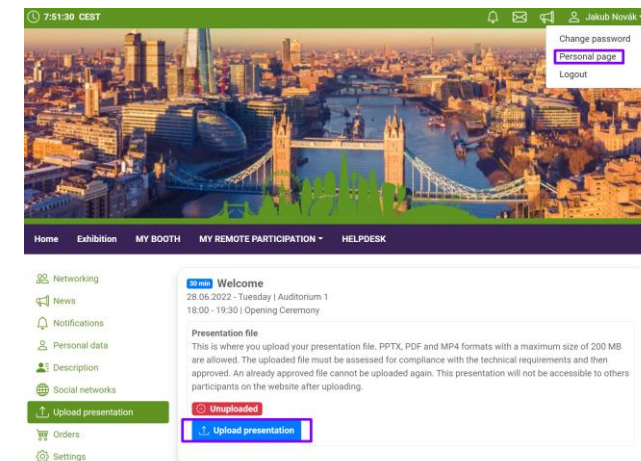 7:51:30 CEST
Jakub Novák
Change password
Personal page
Logout
Home Exhibition MY BOOTH MY REMOTE PARTICIPATION HELPDESK
Networking
News
Notifications
Personal data
Description
Social networks
Upload presentation
Orders
Settings
30 min Welcome
28.06.2022 - Tuesday | Auditorium 1
18:00 - 19:30 | Opening Ceremony
Presentation file
This is where you upload your presentation file. PPTX, PDF and MP4 formats with a maximum size of 200 MB
are allowed. The uploaded file must be assessed for compliance with the technical requirements and then
approved. An already approved file cannot be uploaded again. This presentation will not be accessible to others
participants on the website after uploading.
Unuploaded
Upload presentation